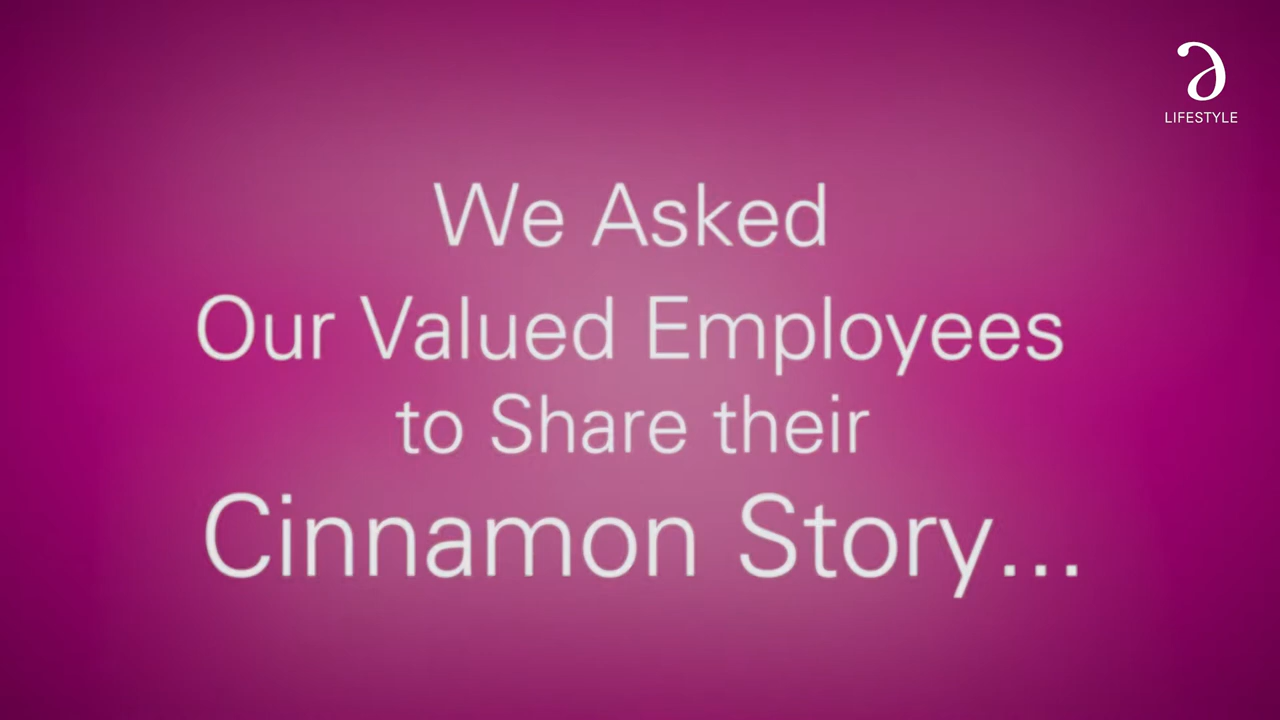 LIFESTYLE
We Asked
Our Valued Employees
to Share their
Cinnamon Story...